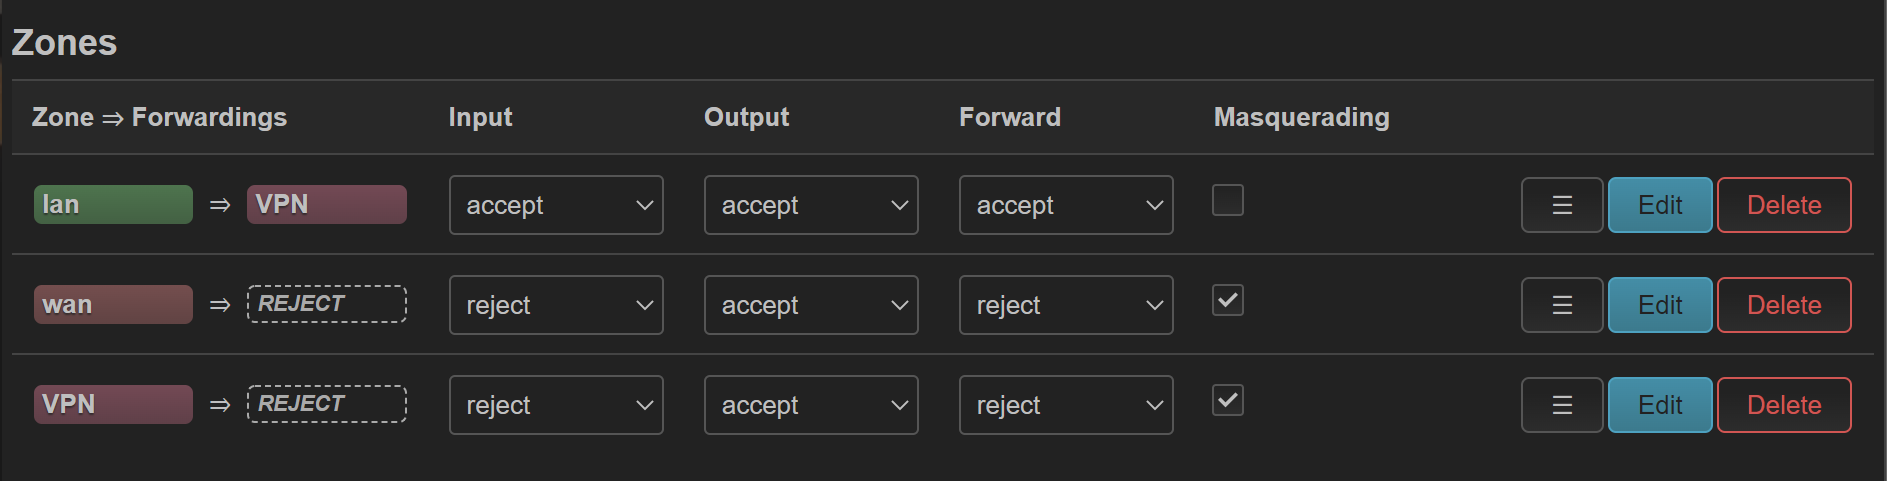 Zones
Zone ⇒ Forwardings Input Output Forward Masquerading
lan ⇒ VPN accept accept accept ☰ Edit Delete
wan ⇒ REJECT reject accept reject ☰ Edit Delete
VPN ⇒ REJECT reject accept reject ☰ Edit Delete